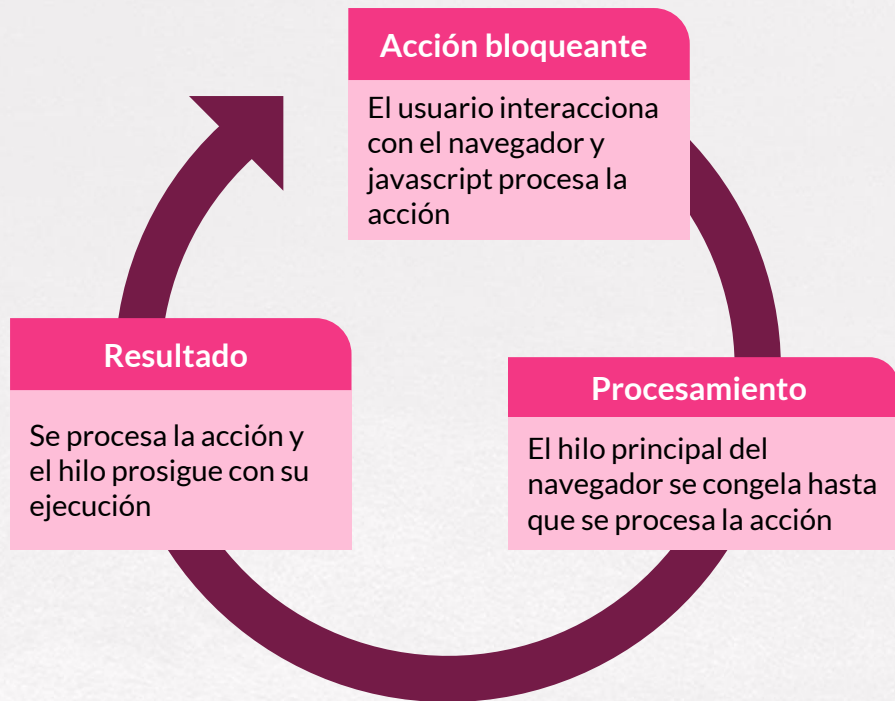 Acción bloqueante
El usuario interacciona
con el navegador y
javascript procesa la
acción
Procesamiento
El hilo principal del
navegador se congela hasta
que se procesa la acción
Resultado
Se procesa la acción y
el hilo prosigue con su
ejecución